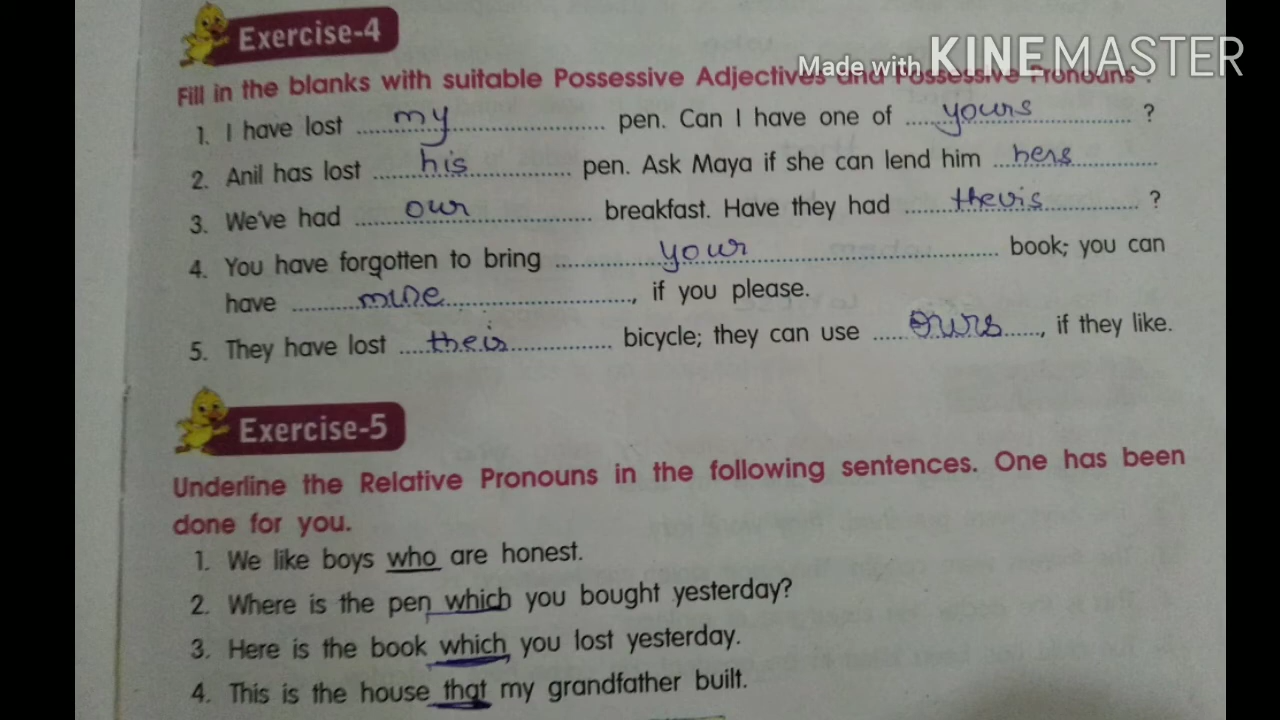 Exercise-4
Made with KINEMASTER
Fill in the blanks with suitable Possessive Adjectives and Possessive Pronouns :
1. I have lost my pen. Can I have one of yours ?
2. Anil has lost his pen. Ask Maya if she can lend him hers
3. We've had our breakfast. Have they had theirs ?
4. You have forgotten to bring your book; you can
have mine, if you please.
5. They have lost their bicycle; they can use ours, if they like.
Exercise-5
Underline the Relative Pronouns in the following sentences. One has been
done for you.
1. We like boys who are honest.
2. Where is the pen which you bought yesterday?
3. Here is the book which you lost yesterday.
4. This is the house that my grandfather built.